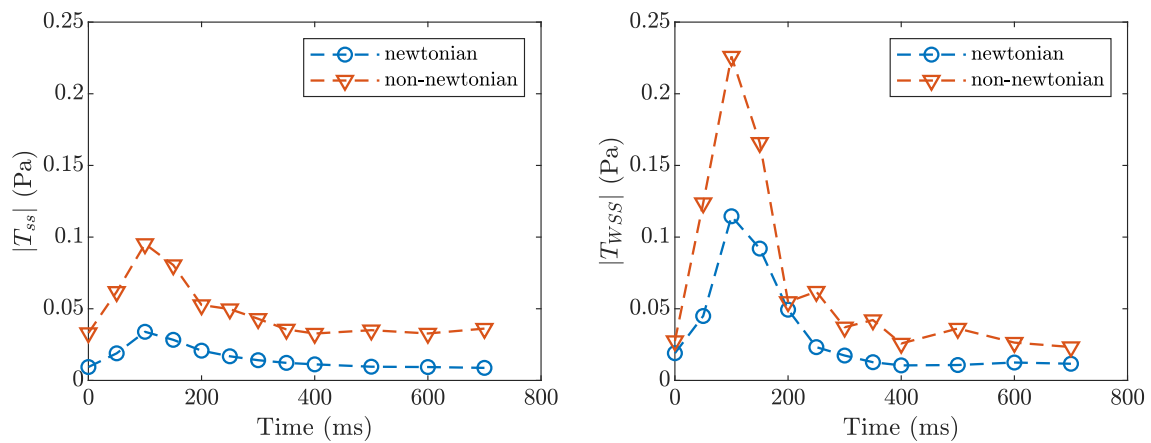 0.25
0.2
0.15
0.1
0.05
0
0 200 400 600 800
Time (ms)
|T_ss| (Pa)
newtonian
non-newtonian
0.25
0.2
0.15
0.1
0.05
0
0 200 400 600 800
Time (ms)
|T_WSS| (Pa)
newtonian
non-newtonian